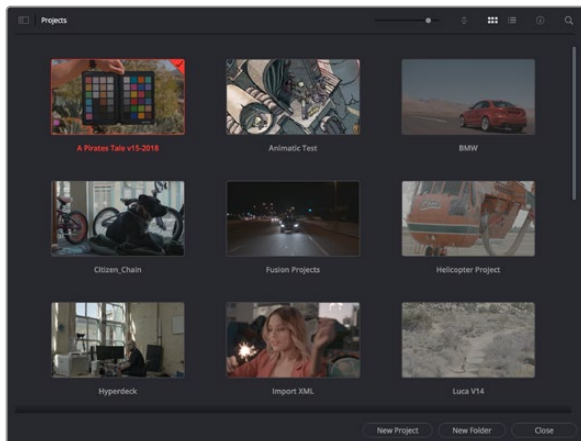 Projects
A Pirates Tale v15-2018
Animatic Test
BMW
Citizen_Chain
Fusion Projects
Helicopter Project
Hyperdeck
Import XML
Luca V14
New Project
New Folder
Close